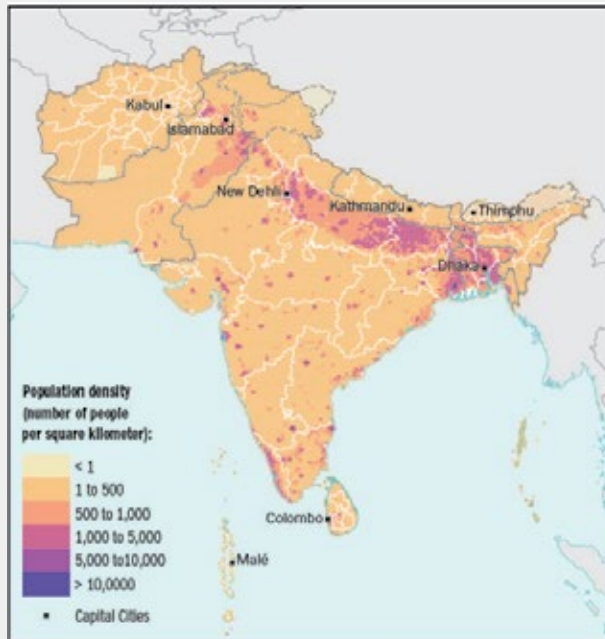 Kabul
Islamabad
New Dehli
Kathmandu
Thimphu
Dhaka
Population density
(number of people
per square kilometer):
< 1
1 to 500
500 to 1,000
1,000 to 5,000
5,000 to10,000
> 10,0000
Capital Cities
Colombo
Malé